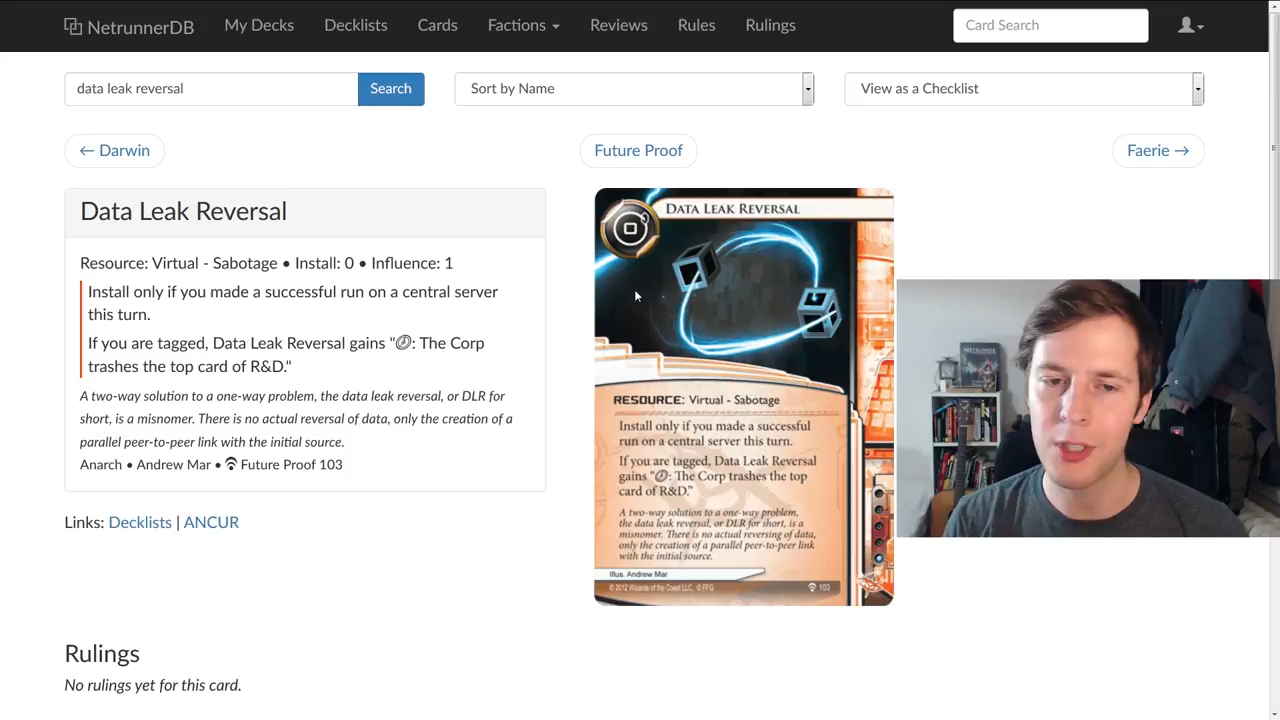 NetrunnerDB My Decks Decklists Cards Factions Reviews Rules Rulings Card Search
data leak reversal Search Sort by Name View as a Checklist
← Darwin Future Proof Faerie →
Data Leak Reversal
Resource: Virtual - Sabotage • Install: 0 • Influence: 1
Install only if you made a successful run on a central server
this turn.
If you are tagged, Data Leak Reversal gains ": The Corp
trashes the top card of R&D."
A two-way solution to a one-way problem, the data leak reversal, or DLR for
short, is a misnomer. There is no actual reversal of data, only the creation of a
parallel peer-to-peer link with the initial source.
Anarch • Andrew Mar • Future Proof 103
Links: Decklists | ANCUR
DATA LEAK REVERSAL
0
RESOURCE: Virtual - Sabotage
Install only if you made a successful
run on a central server this turn.
If you are tagged, Data Leak Reversal
gains ": The Corp trashes the top
card of R&D."
A two-way solution to a one-way problem,
the data leak reversal, or DLR for short, is a
misnomer. There is no actual reversing of data,
only the creation of a parallel peer-to-peer link
with the initial source.
Illus. Andrew Mar
© 2012 Wizards of the Coast LLC. © FFG 103
NETRUNNER
Rulings
No rulings yet for this card.